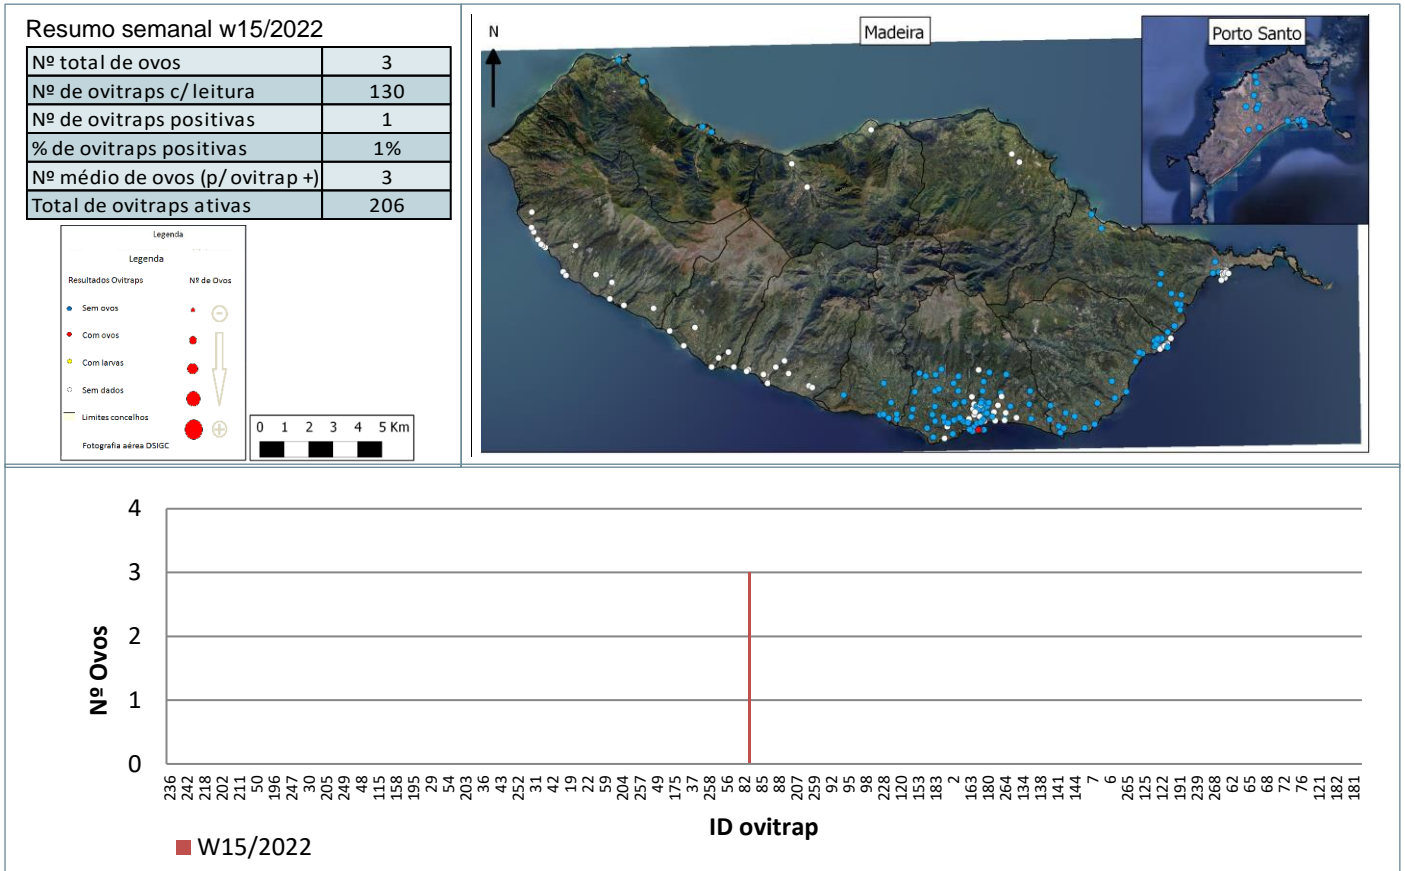 Resumo semanal w15/2022
Nº total de ovos 3
Nº de ovitraps c/ leitura 130
Nº de ovitraps positivas 1
% de ovitraps positivas 1%
Nº médio de ovos (p/ ovitrap +) 3
Total de ovitraps ativas 206
Legenda
Legenda
Resultados Ovitraps Nº de Ovos
Sem ovos
Com ovos
Com larvas
Sem dados
Limites concelhos
Fotografia aérea DSIGC
0 1 2 3 4 5 Km
N
Madeira
Porto Santo
4
3
2
1
0
Nº Ovos
236 242 218 202 211 50 196 247 30 205 249 48 115 158 195 29 54 203 36 43 252 31 42 19 22 59 204 257 49 175 37 258 56 82 85 88 207 259 92 95 98 228 120 153 183 2 163 180 264 134 138 141 144 7 6 265 125 122 191 239 268 62 65 68 72 76 121 182 181
ID ovitrap
W15/2022